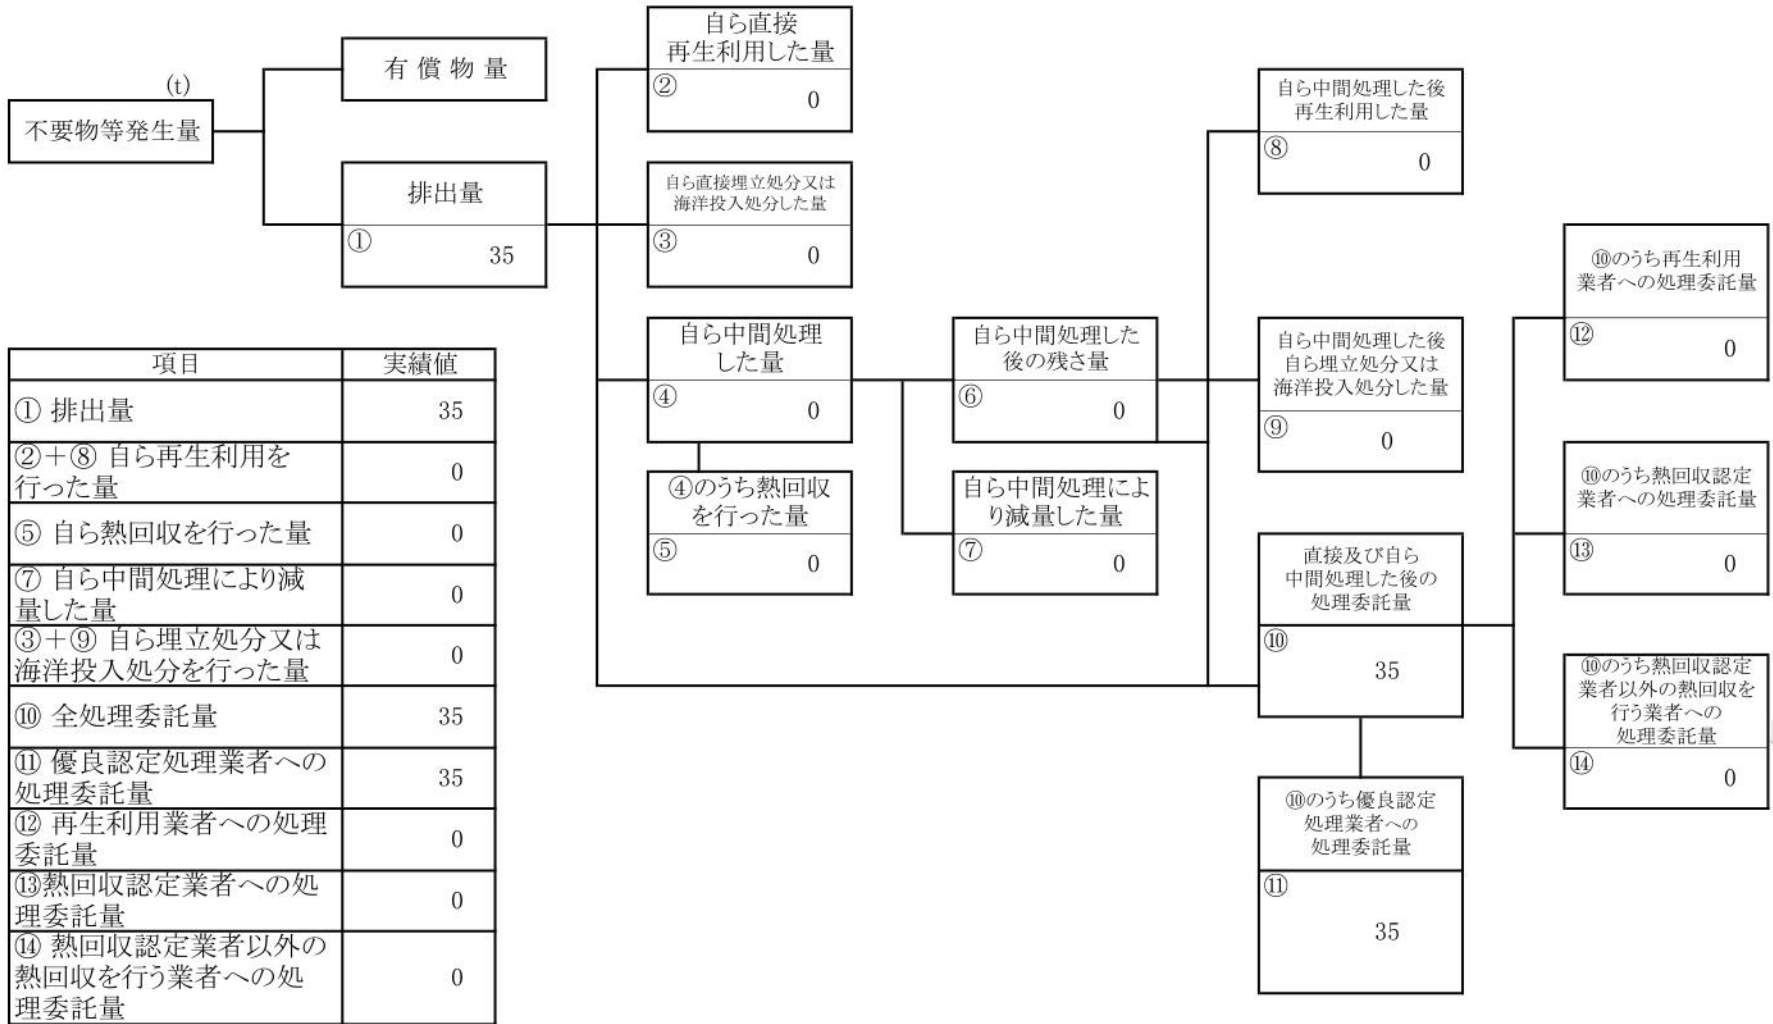 (t)
不要物等発生量
有 償 物 量
排出量
①
35
自ら直接
再生利用した量
②
0
自ら直接埋立処分又は
海洋投入処分した量
③
0
自ら中間処理
した量
④
0
④のうち熱回収
を行った量
⑤
0
自ら中間処理した
後の残さ量
⑥
0
自ら中間処理によ
り減量した量
⑦
0
自ら中間処理した後
再生利用した量
⑧
0
自ら中間処理した後
自ら埋立処分又は
海洋投入処分した量
⑨
0
直接及び自ら
中間処理した後の
処理委託量
⑩
35
⑩のうち優良認定
処理業者への
処理委託量
⑪
35
⑩のうち再生利用
業者への処理委託量
⑫
0
⑩のうち熱回収認定
業者への処理委託量
⑬
0
⑩のうち熱回収認定
業者以外の熱回収を
行う業者への
処理委託量
⑭
0
項目 実績値
① 排出量 35
②＋⑧ 自ら再生利用を
行った量 0
⑤ 自ら熱回収を行った量 0
⑦ 自ら中間処理により減
量した量 0
③＋⑨ 自ら埋立処分又は
海洋投入処分を行った量 0
⑩ 全処理委託量 35
⑪ 優良認定処理業者への
処理委託量 35
⑫ 再生利用業者への処理
委託量 0
⑬熱回収認定業者への処
理委託量 0
⑭ 熱回収認定業者以外の
熱回収を行う業者への処 0
理委託量